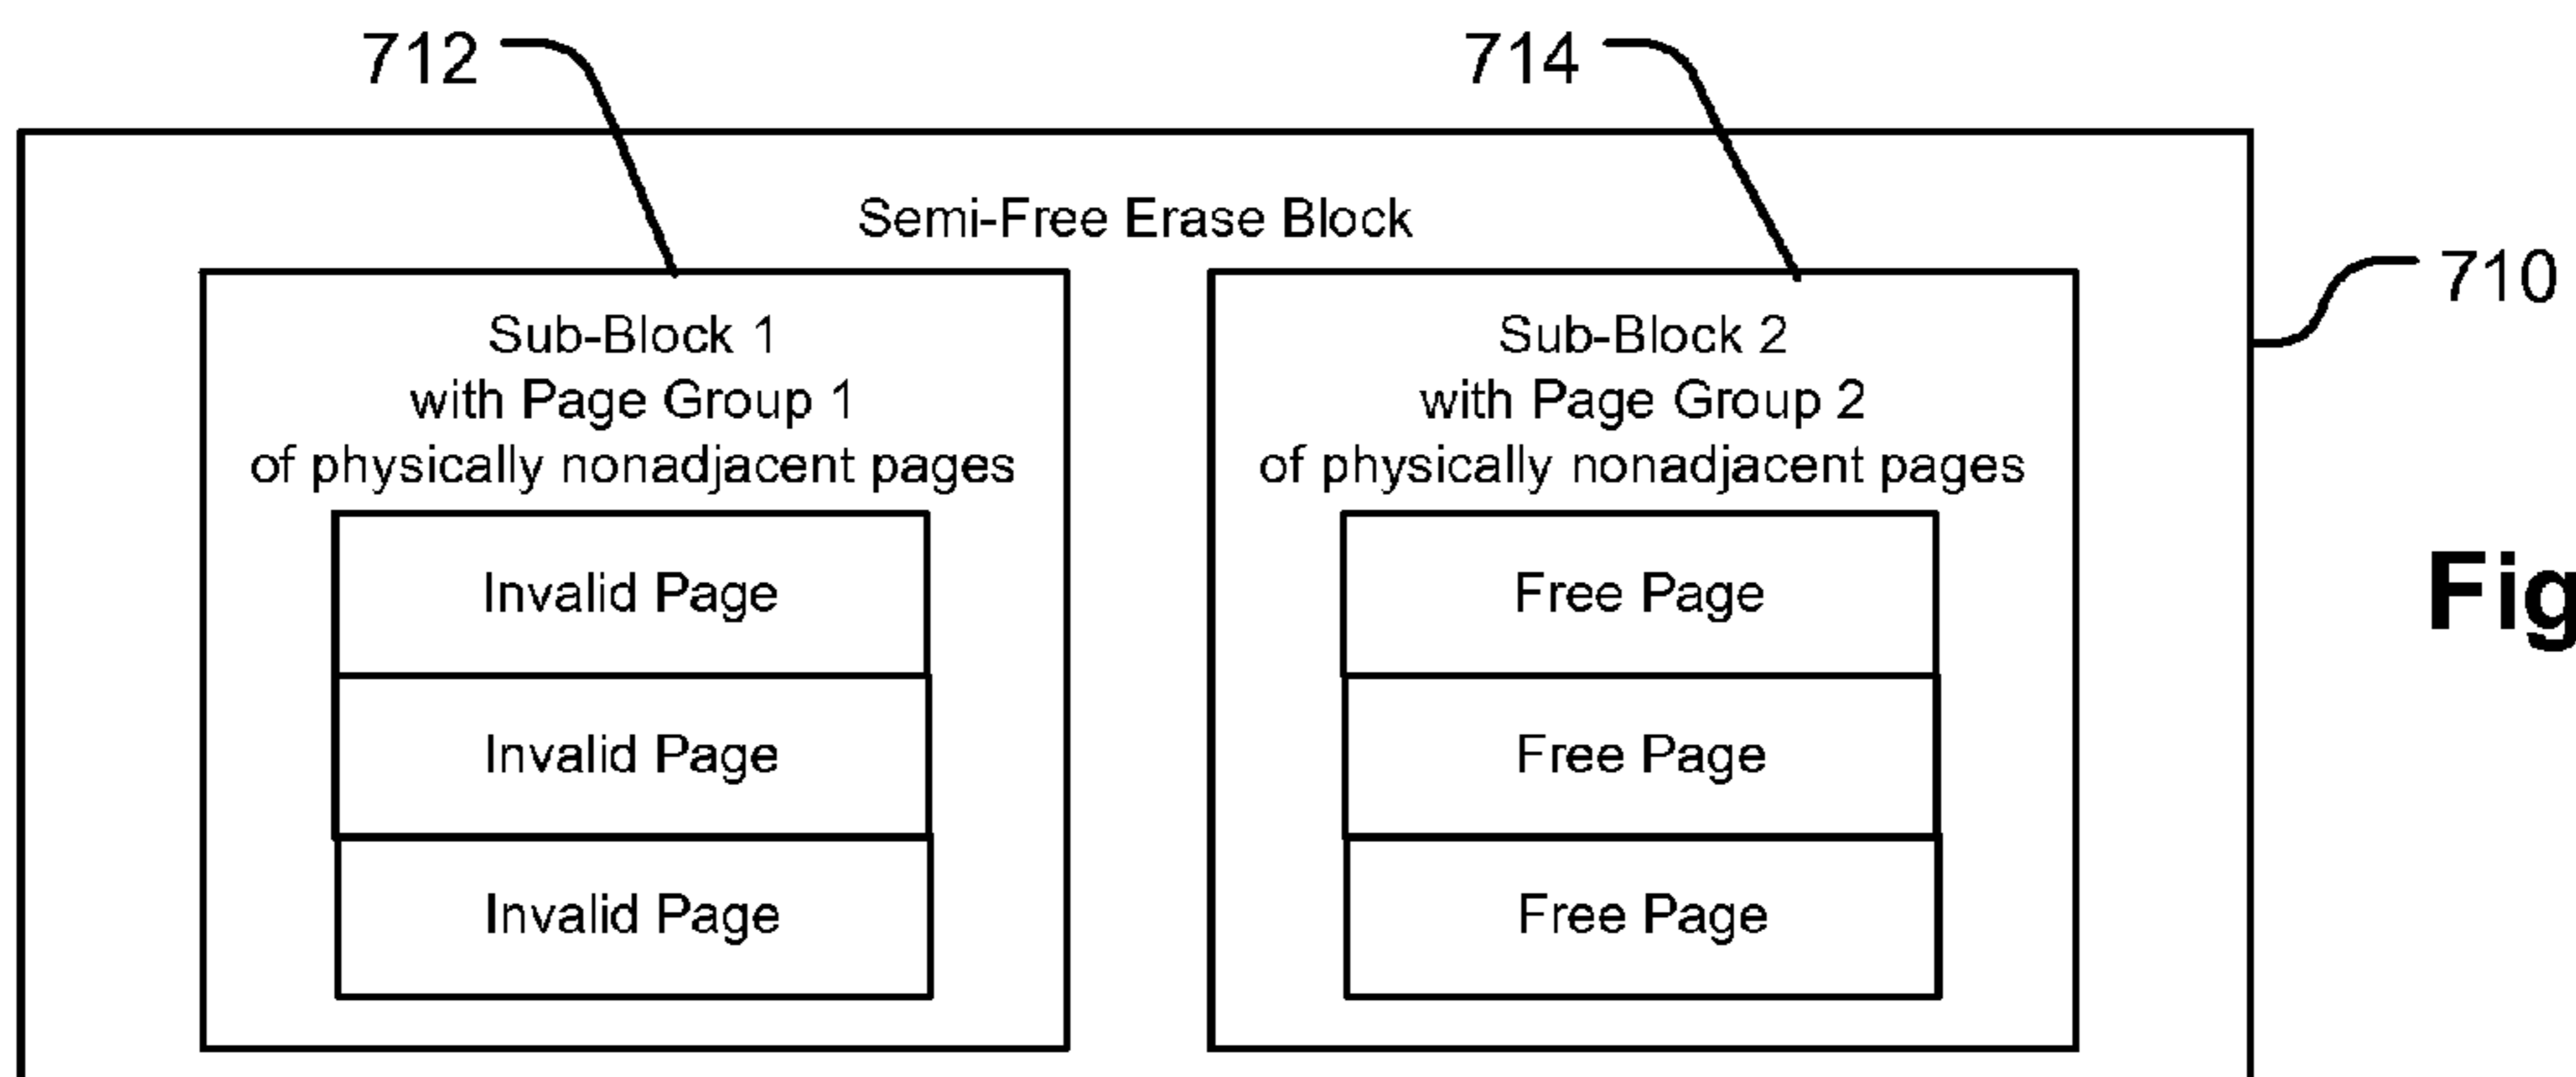 712
714
Semi-Free Erase Block
710
Sub-Block 1
with Page Group 1
of physically nonadjacent pages
Invalid Page
Invalid Page
Invalid Page
Sub-Block 2
with Page Group 2
of physically nonadjacent pages
Free Page
Free Page
Free Page
Fig